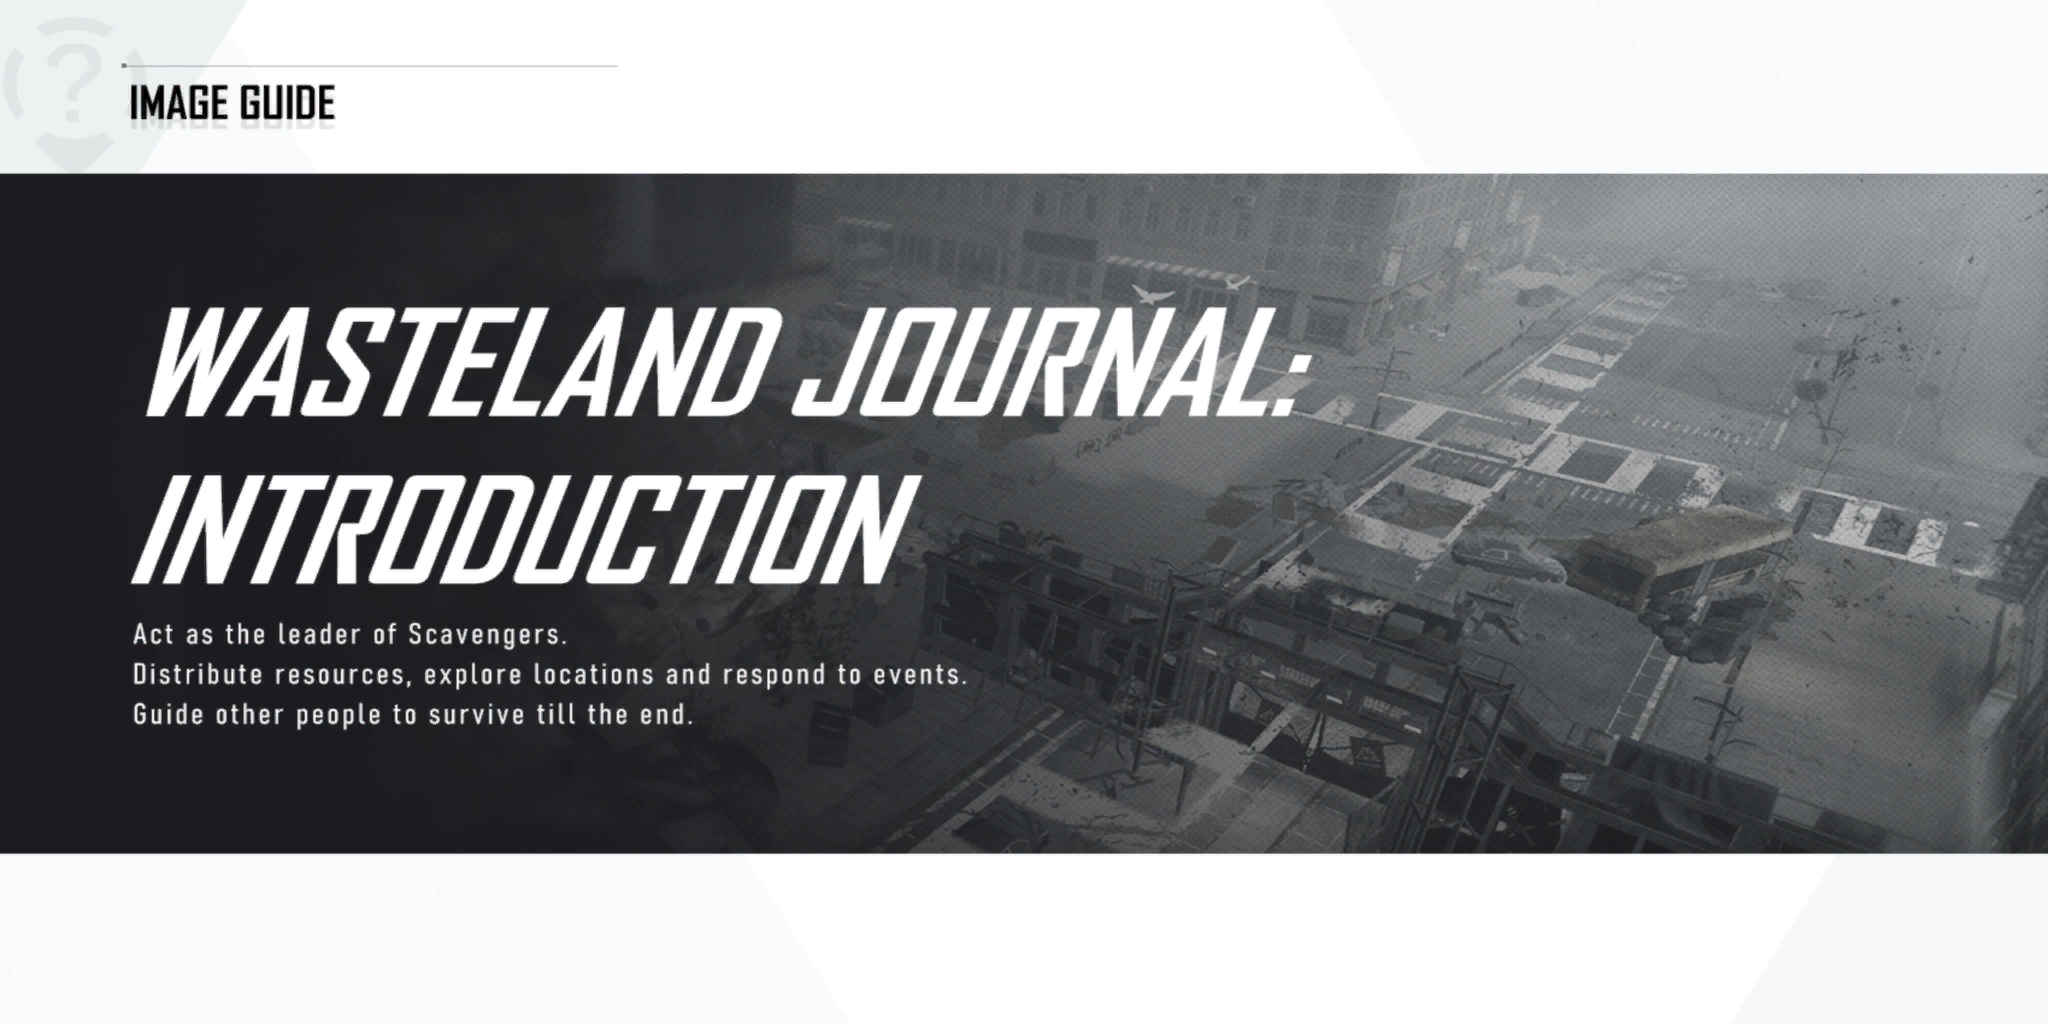 IMAGE GUIDE
WASTELAND JOURNAL:
INTRODUCTION
Act as the leader of Scavengers.
Distribute resources, explore locations and respond to events.
Guide other people to survive till the end.